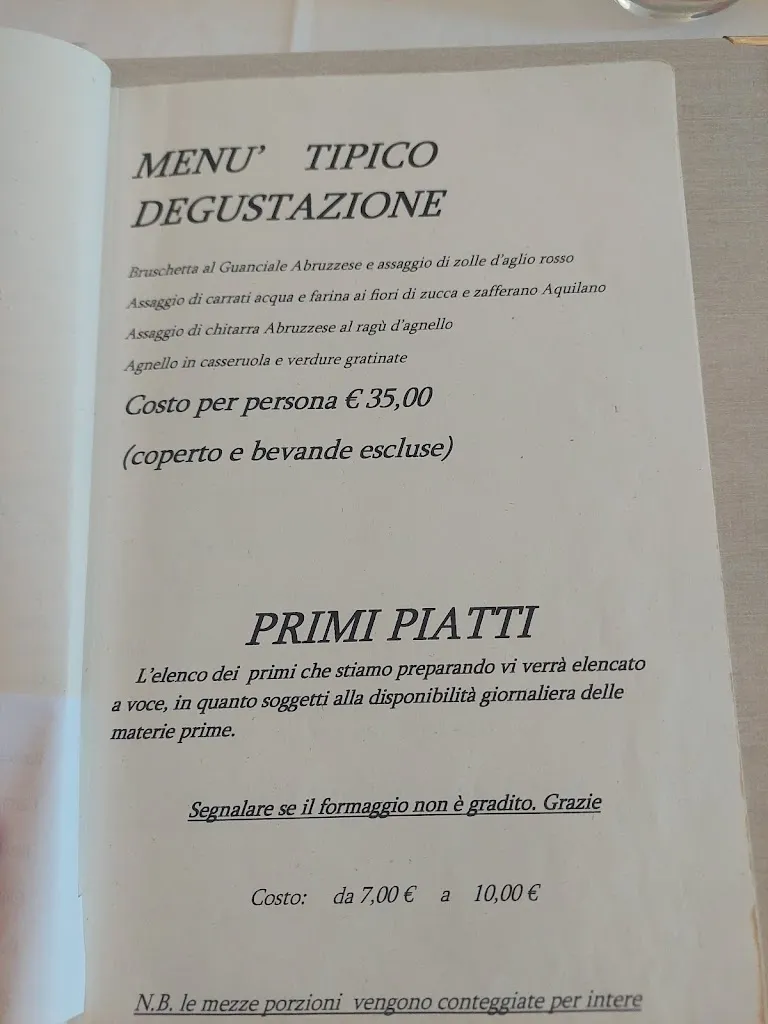 MENU' TIPICO
DEGUSTAZIONE
Bruschetta al Guanciale Abruzzese e assaggio di zolle d'aglio rosso
Assaggio di carrati acqua e farina ai fiori di zucca e zafferano Aquilano
Assaggio di chitarra Abruzzese al ragù d'agnello
Agnello in casseruola e verdure gratinate
Costo per persona € 35,00
(coperto e bevande escluse)
PRIMI PIATTI
L'elenco dei primi che stiamo preparando vi verrà elencato
a voce, in quanto soggetti alla disponibilità giornaliera delle
materie prime.
Segnalare se il formaggio non è gradito. Grazie
Costo: da 7,00 € a 10,00 €
N.B. le mezze porzioni vengono conteggiate per intere